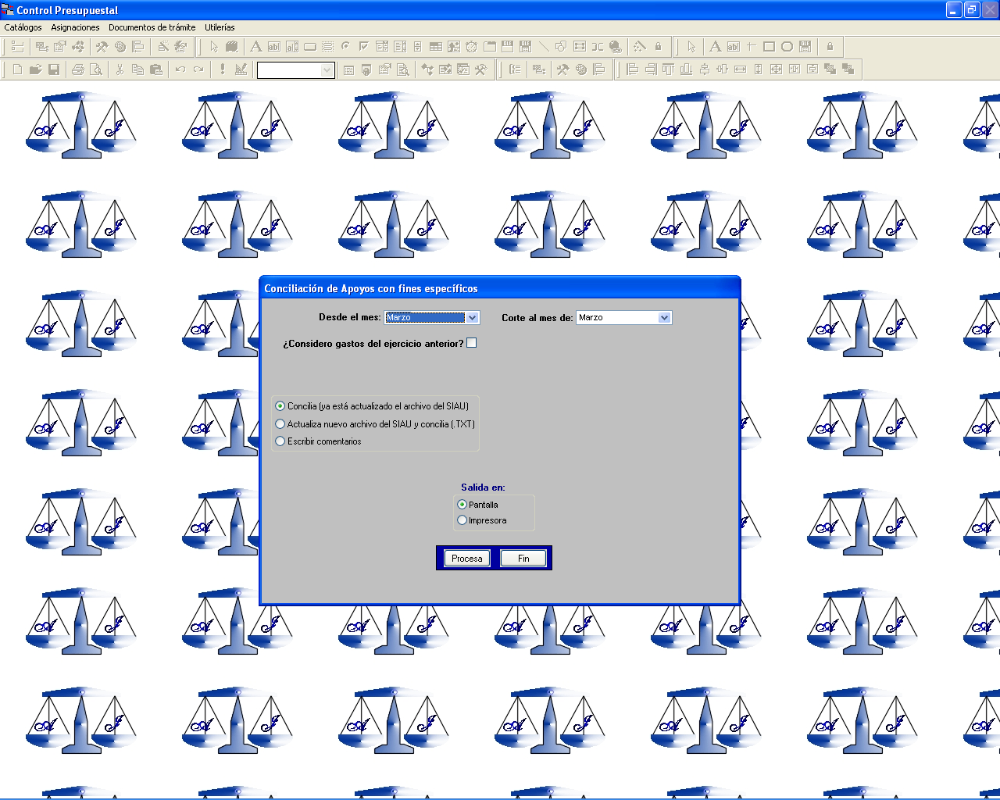 Control Presupuestal
Catálogos Asignaciones Documentos de trámite Utilerías
Conciliación de Apoyos con fines específicos
Desde el mes: Marzo Corte al mes de: Marzo
¿Considero gastos del ejercicio anterior?
Concilia (ya está actualizado el archivo del SIAU)
Actualiza nuevo archivo del SIAU y concilia (.TXT)
Escribir comentarios
Salida en:
Pantalla
Impresora
Procesa Fin